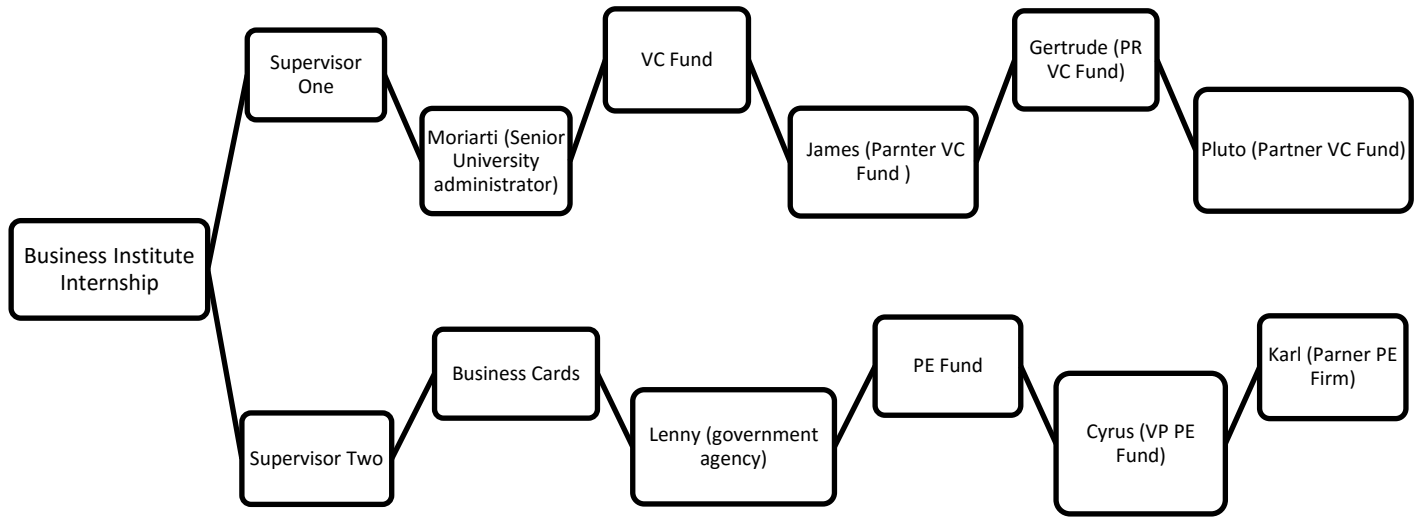 Supervisor
One
Moriarti (Senior
University
administrator)
VC Fund
James (Parnter VC
Fund )
Gertrude (PR
VC Fund)
Pluto (Partner VC Fund)
Business Institute
Internship
Supervisor Two
Business Cards
Lenny (government
agency)
PE Fund
Cyrus (VP PE
Fund)
Karl (Parner PE
Firm)